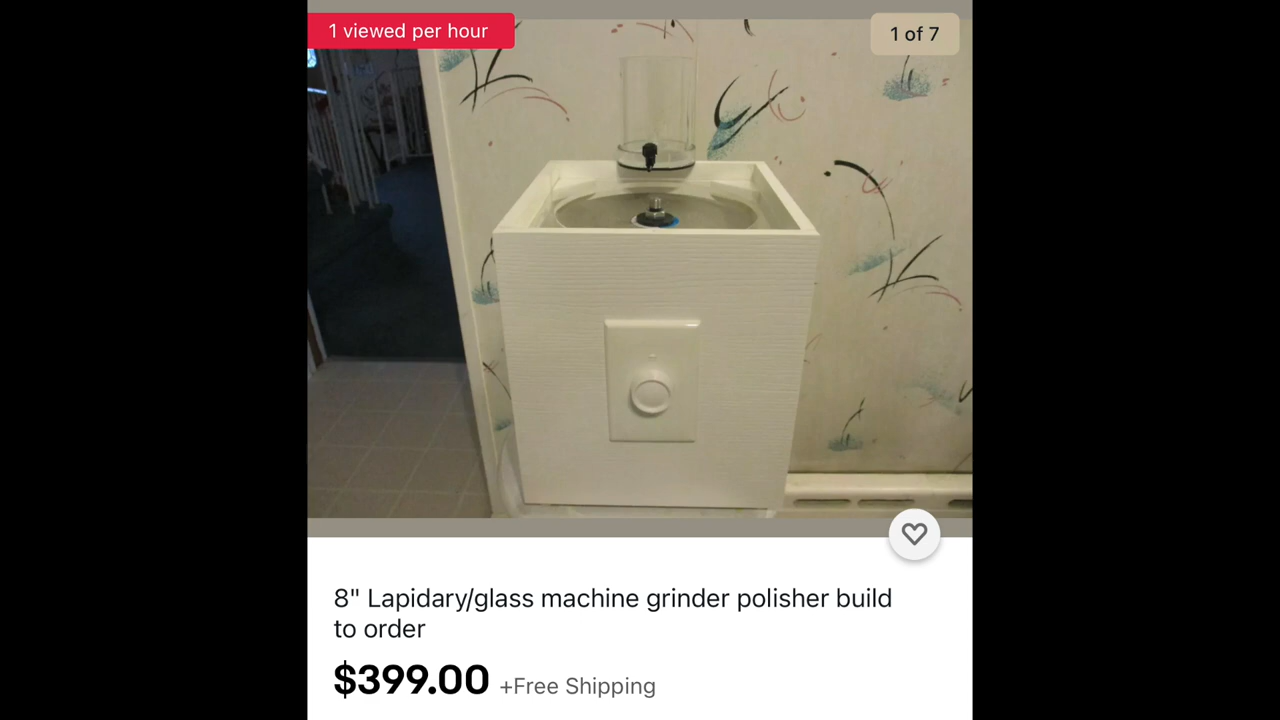 1 viewed per hour
1 of 7
8" Lapidary/glass machine grinder polisher build
to order
$399.00 +Free Shipping